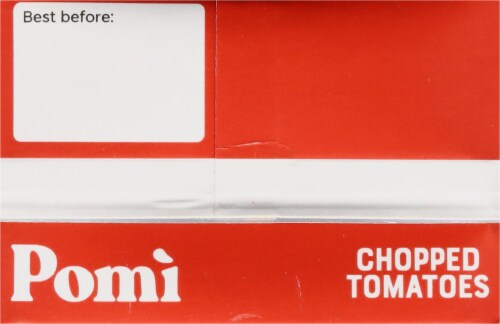 Best before:
Pomì
CHOPPED
TOMATOES